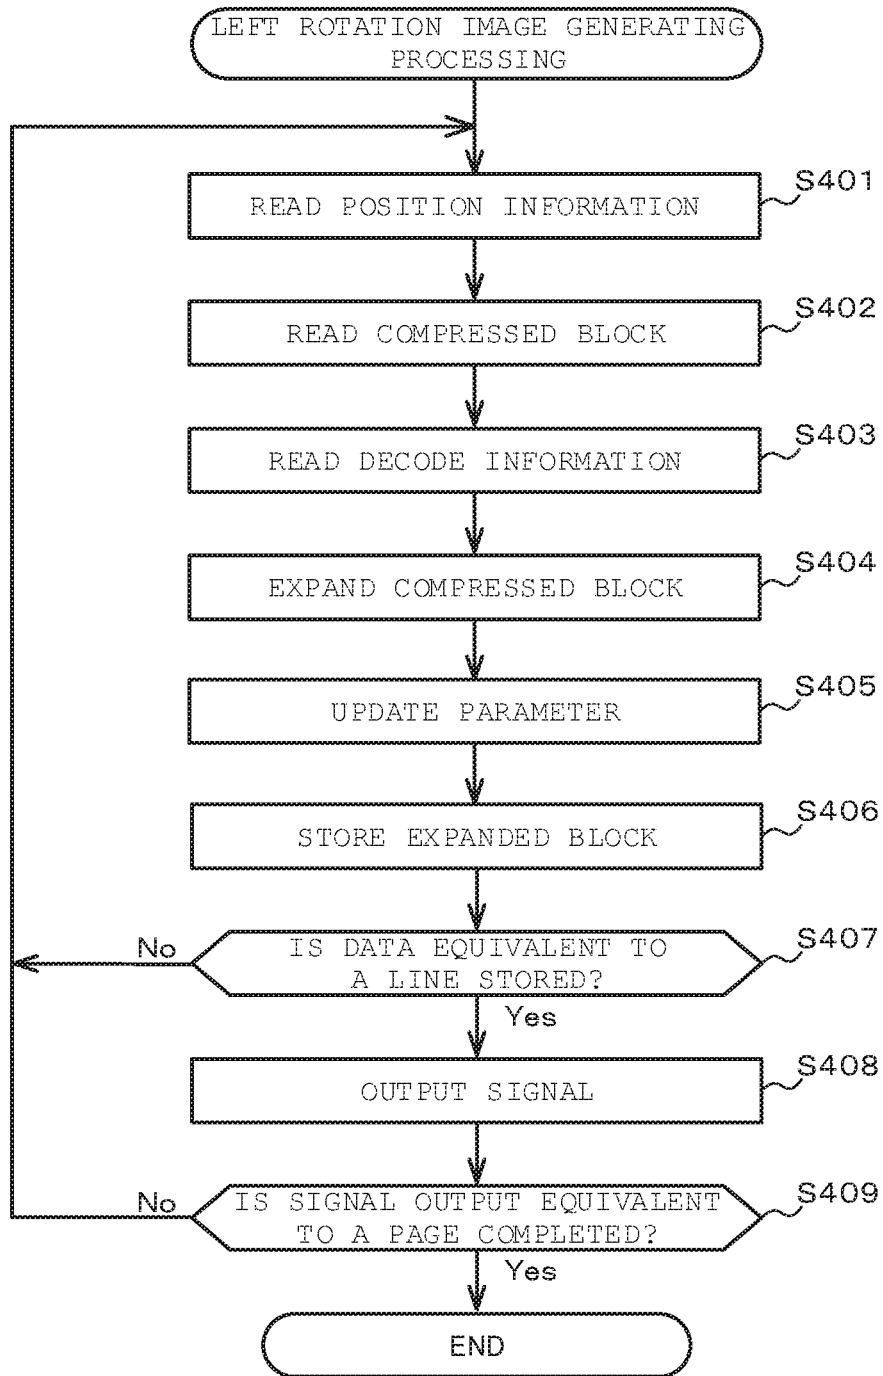 LEFT ROTATION IMAGE GENERATING
PROCESSING
S401
READ POSITION INFORMATION
S402
READ COMPRESSED BLOCK
S403
READ DECODE INFORMATION
S404
EXPAND COMPRESSED BLOCK
S405
UPDATE PARAMETER
S406
STORE EXPANDED BLOCK
S407
No
IS DATA EQUIVALENT TO
A LINE STORED?
Yes
S408
OUTPUT SIGNAL
S409
No
IS SIGNAL OUTPUT EQUIVALENT
TO A PAGE COMPLETED?
Yes
END